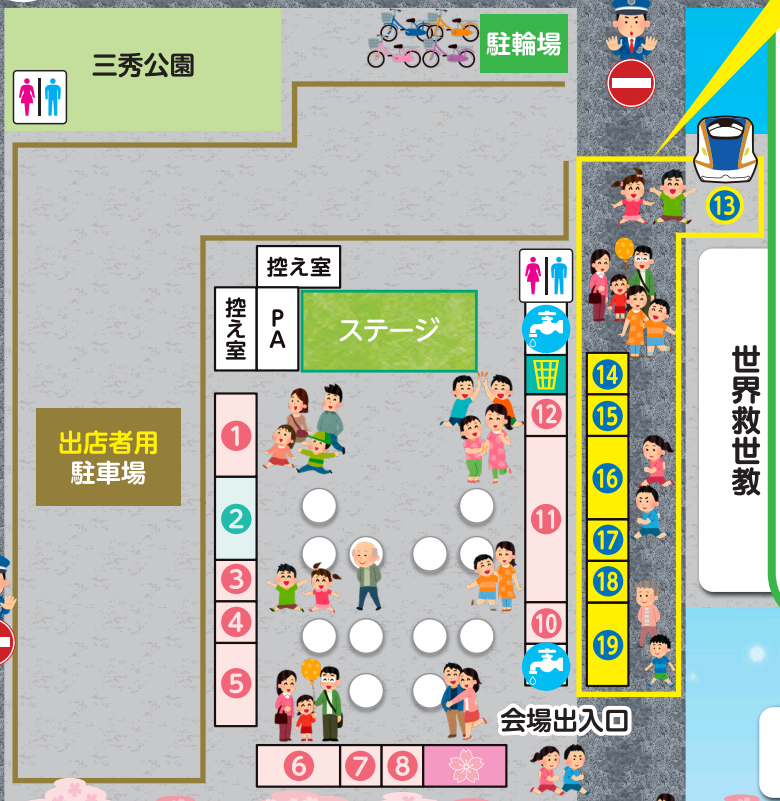 三秀公園
駐輪場
⑬
控え室
控え室
PA
ステージ
出店者用
駐車場
世界救世教
①
②
③
④
⑤
⑥
⑦
⑧
⑫
⑪
⑩
⑭
⑮
⑯
⑰
⑱
⑲
会場出入口